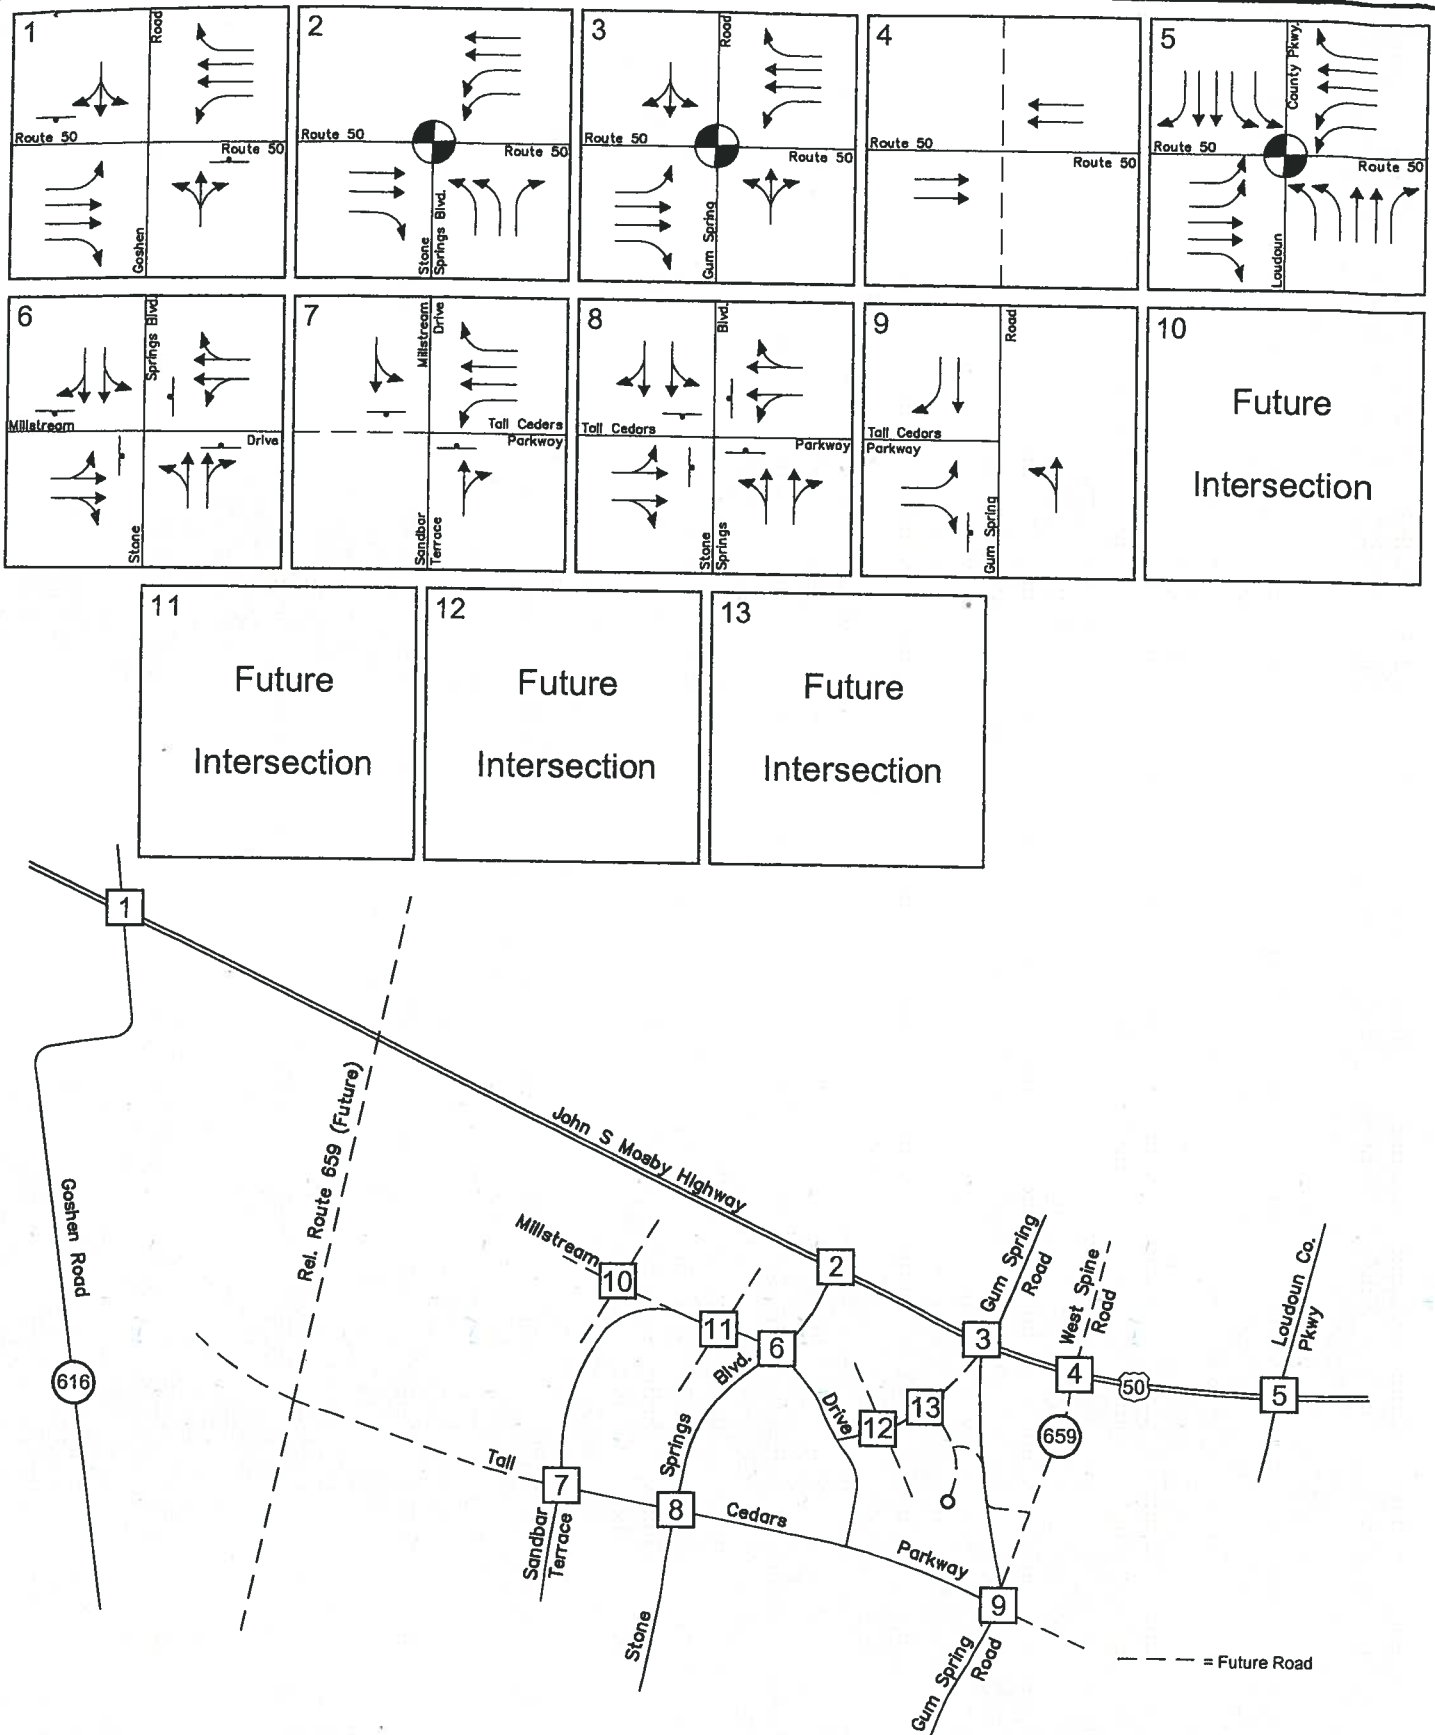 1
Road
Route 50
Route 50
Goshen
2
Route 50
Route 50
Stone
Springs Blvd.
3
Road
Route 50
Route 50
Gum Spring
4
Route 50
Route 50
5
County Pkwy.
Route 50
Route 50
Loudoun
6
Springs Blvd.
Millstream
Drive
Stone
7
Millstream
Drive
Tall Ceders
Parkway
Sandbar
Terrace
8
Blvd.
Tall Cedars
Parkway
Stone
Springs
9
Road
Tall Cedars
Parkway
Gum Spring
10
Future
Intersection
11
Future
Intersection
12
Future
Intersection
13
Future
Intersection
1
Rel. Route 659 (Future)
John S Mosby Highway
Goshen Road
616
Millstream
10
11
Blvd.
6
2
Gum Spring
Road
3
West Spine
Road
4
50
Loudoun Co.
Pkwy
5
Drive
12
13
659
Springs
Tall
7
8
Cedars
Parkway
Sandbar
Terrace
Stone
9
Gum Spring
Road
= Future Road